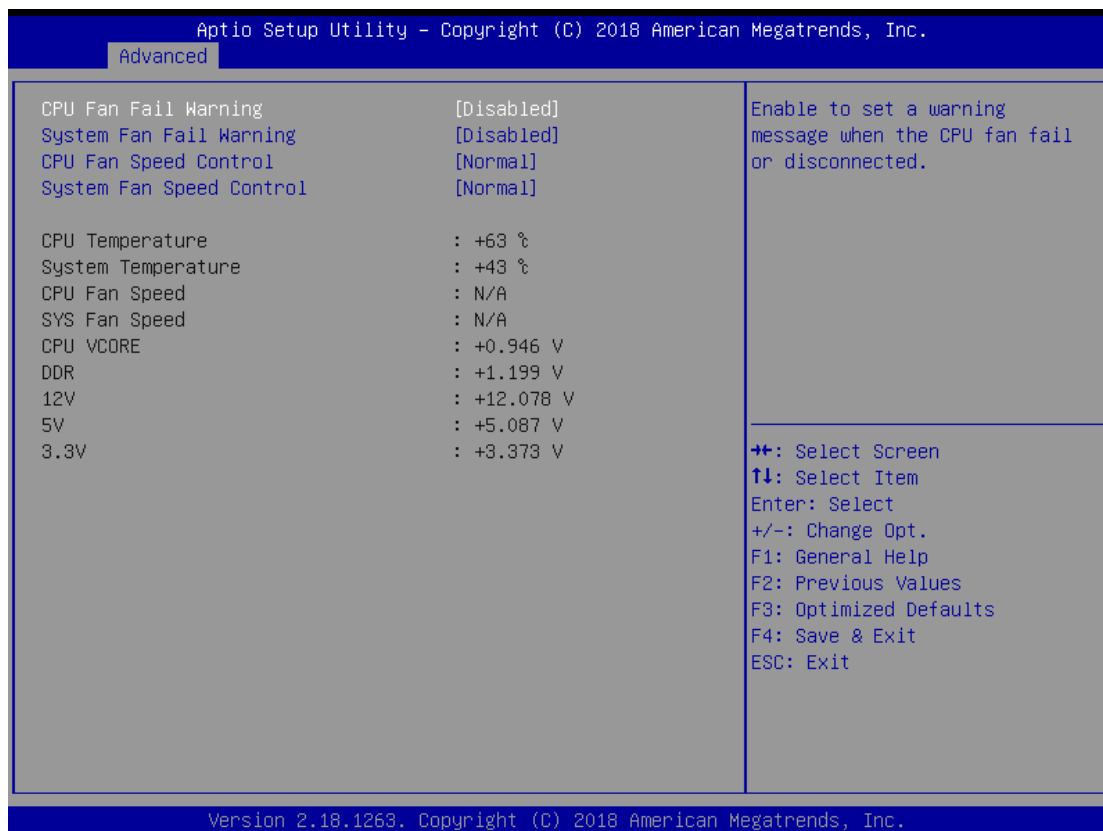 Aptio Setup Utility – Copyright (C) 2018 American Megatrends, Inc.
Advanced
CPU Fan Fail Warning [Disabled]
System Fan Fail Warning [Disabled]
CPU Fan Speed Control [Normal]
System Fan Speed Control [Normal]
CPU Temperature : +63 ℃
System Temperature : +43 ℃
CPU Fan Speed : N/A
SYS Fan Speed : N/A
CPU VCORE : +0.946 V
DDR : +1.199 V
12V : +12.078 V
5V : +5.087 V
3.3V : +3.373 V
Enable to set a warning
message when the CPU fan fail
or disconnected.
→←: Select Screen
↑↓: Select Item
Enter: Select
+/-: Change Opt.
F1: General Help
F2: Previous Values
F3: Optimized Defaults
F4: Save & Exit
ESC: Exit
Version 2.18.1263. Copyright (C) 2018 American Megatrends, Inc.